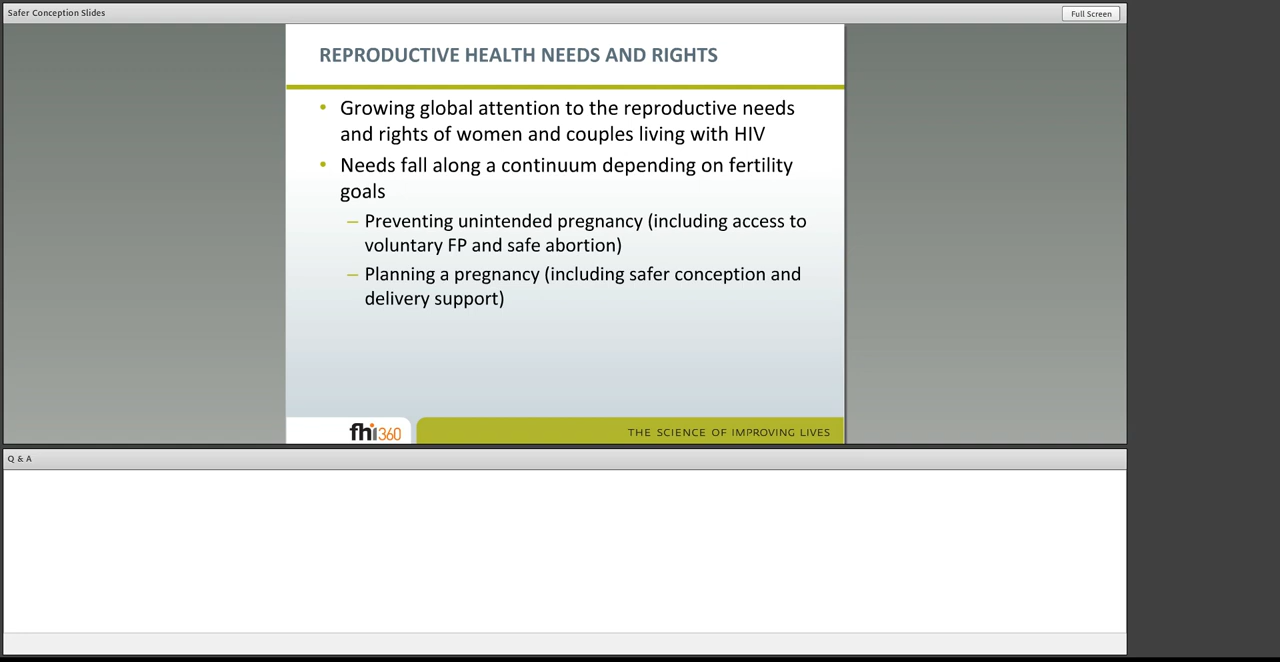 Safer Conception Slides
Full Screen
REPRODUCTIVE HEALTH NEEDS AND RIGHTS
• Growing global attention to the reproductive needs
and rights of women and couples living with HIV
• Needs fall along a continuum depending on fertility
goals
– Preventing unintended pregnancy (including access to
voluntary FP and safe abortion)
– Planning a pregnancy (including safer conception and
delivery support)
fhi360
THE SCIENCE OF IMPROVING LIVES
Q & A